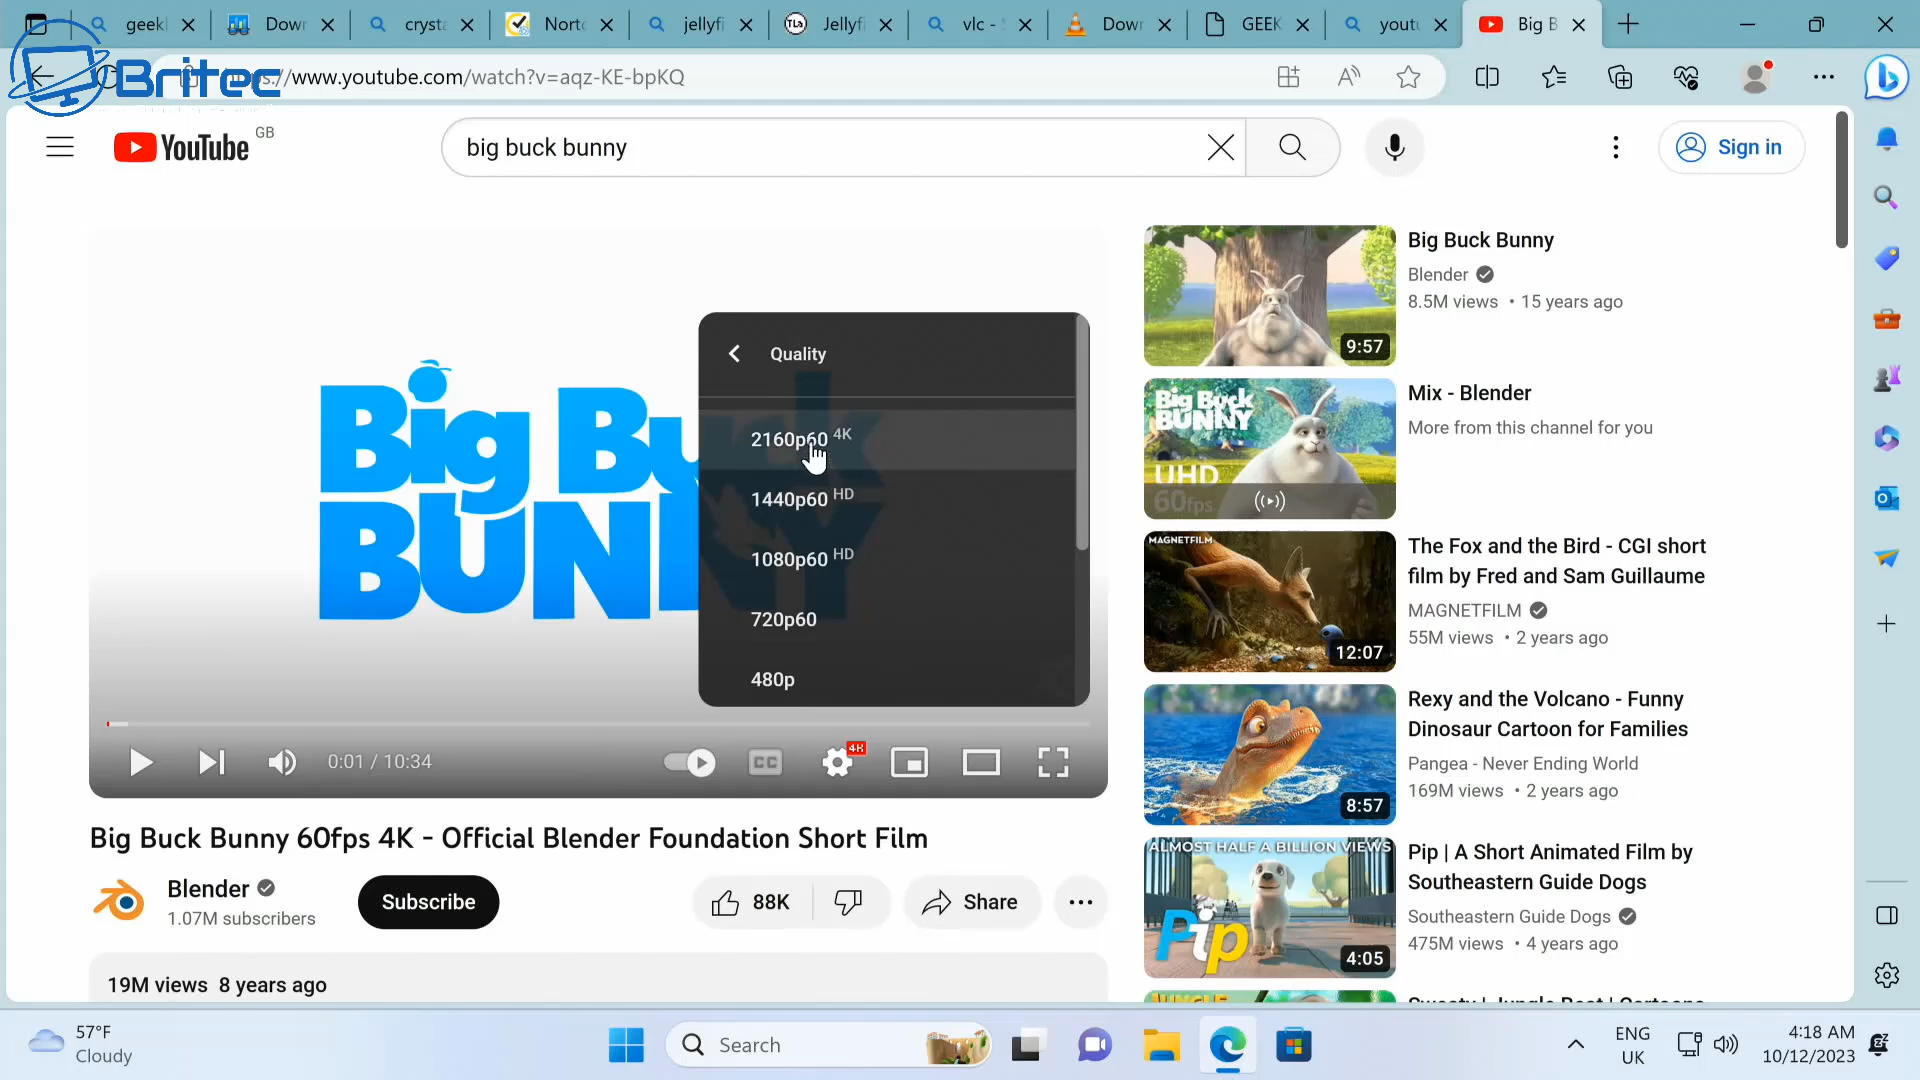 geek
Down
cryst
Norto
jellyfi
Jellyfi
vlc -
Down
GEEK
youtu
Big B
Britec
://www.youtube.com/watch?v=aqz-KE-bpKQ
YouTube
GB
big buck bunny
Sign in
Quality
2160p60 4K
1440p60 HD
1080p60 HD
720p60
480p
Big Bu
BUNN
0:01 / 10:34
CC
4K
Big Buck Bunny 60fps 4K - Official Blender Foundation Short Film
Blender
1.07M subscribers
Subscribe
88K
Share
19M views 8 years ago
9:57
Big Buck Bunny
Blender
8.5M views • 15 years ago
Big Buck
BUNNY
UHD
60fps
Mix - Blender
More from this channel for you
MAGNETFILM
12:07
The Fox and the Bird - CGI short
film by Fred and Sam Guillaume
MAGNETFILM
55M views • 2 years ago
8:57
Rexy and the Volcano - Funny
Dinosaur Cartoon for Families
Pangea - Never Ending World
169M views • 2 years ago
ALMOST HALF A BILLION VIEWS
Pip
4:05
Pip | A Short Animated Film by
Southeastern Guide Dogs
Southeastern Guide Dogs
475M views • 4 years ago
57°F
Cloudy
Search
ENG
UK
4:18 AM
10/12/2023